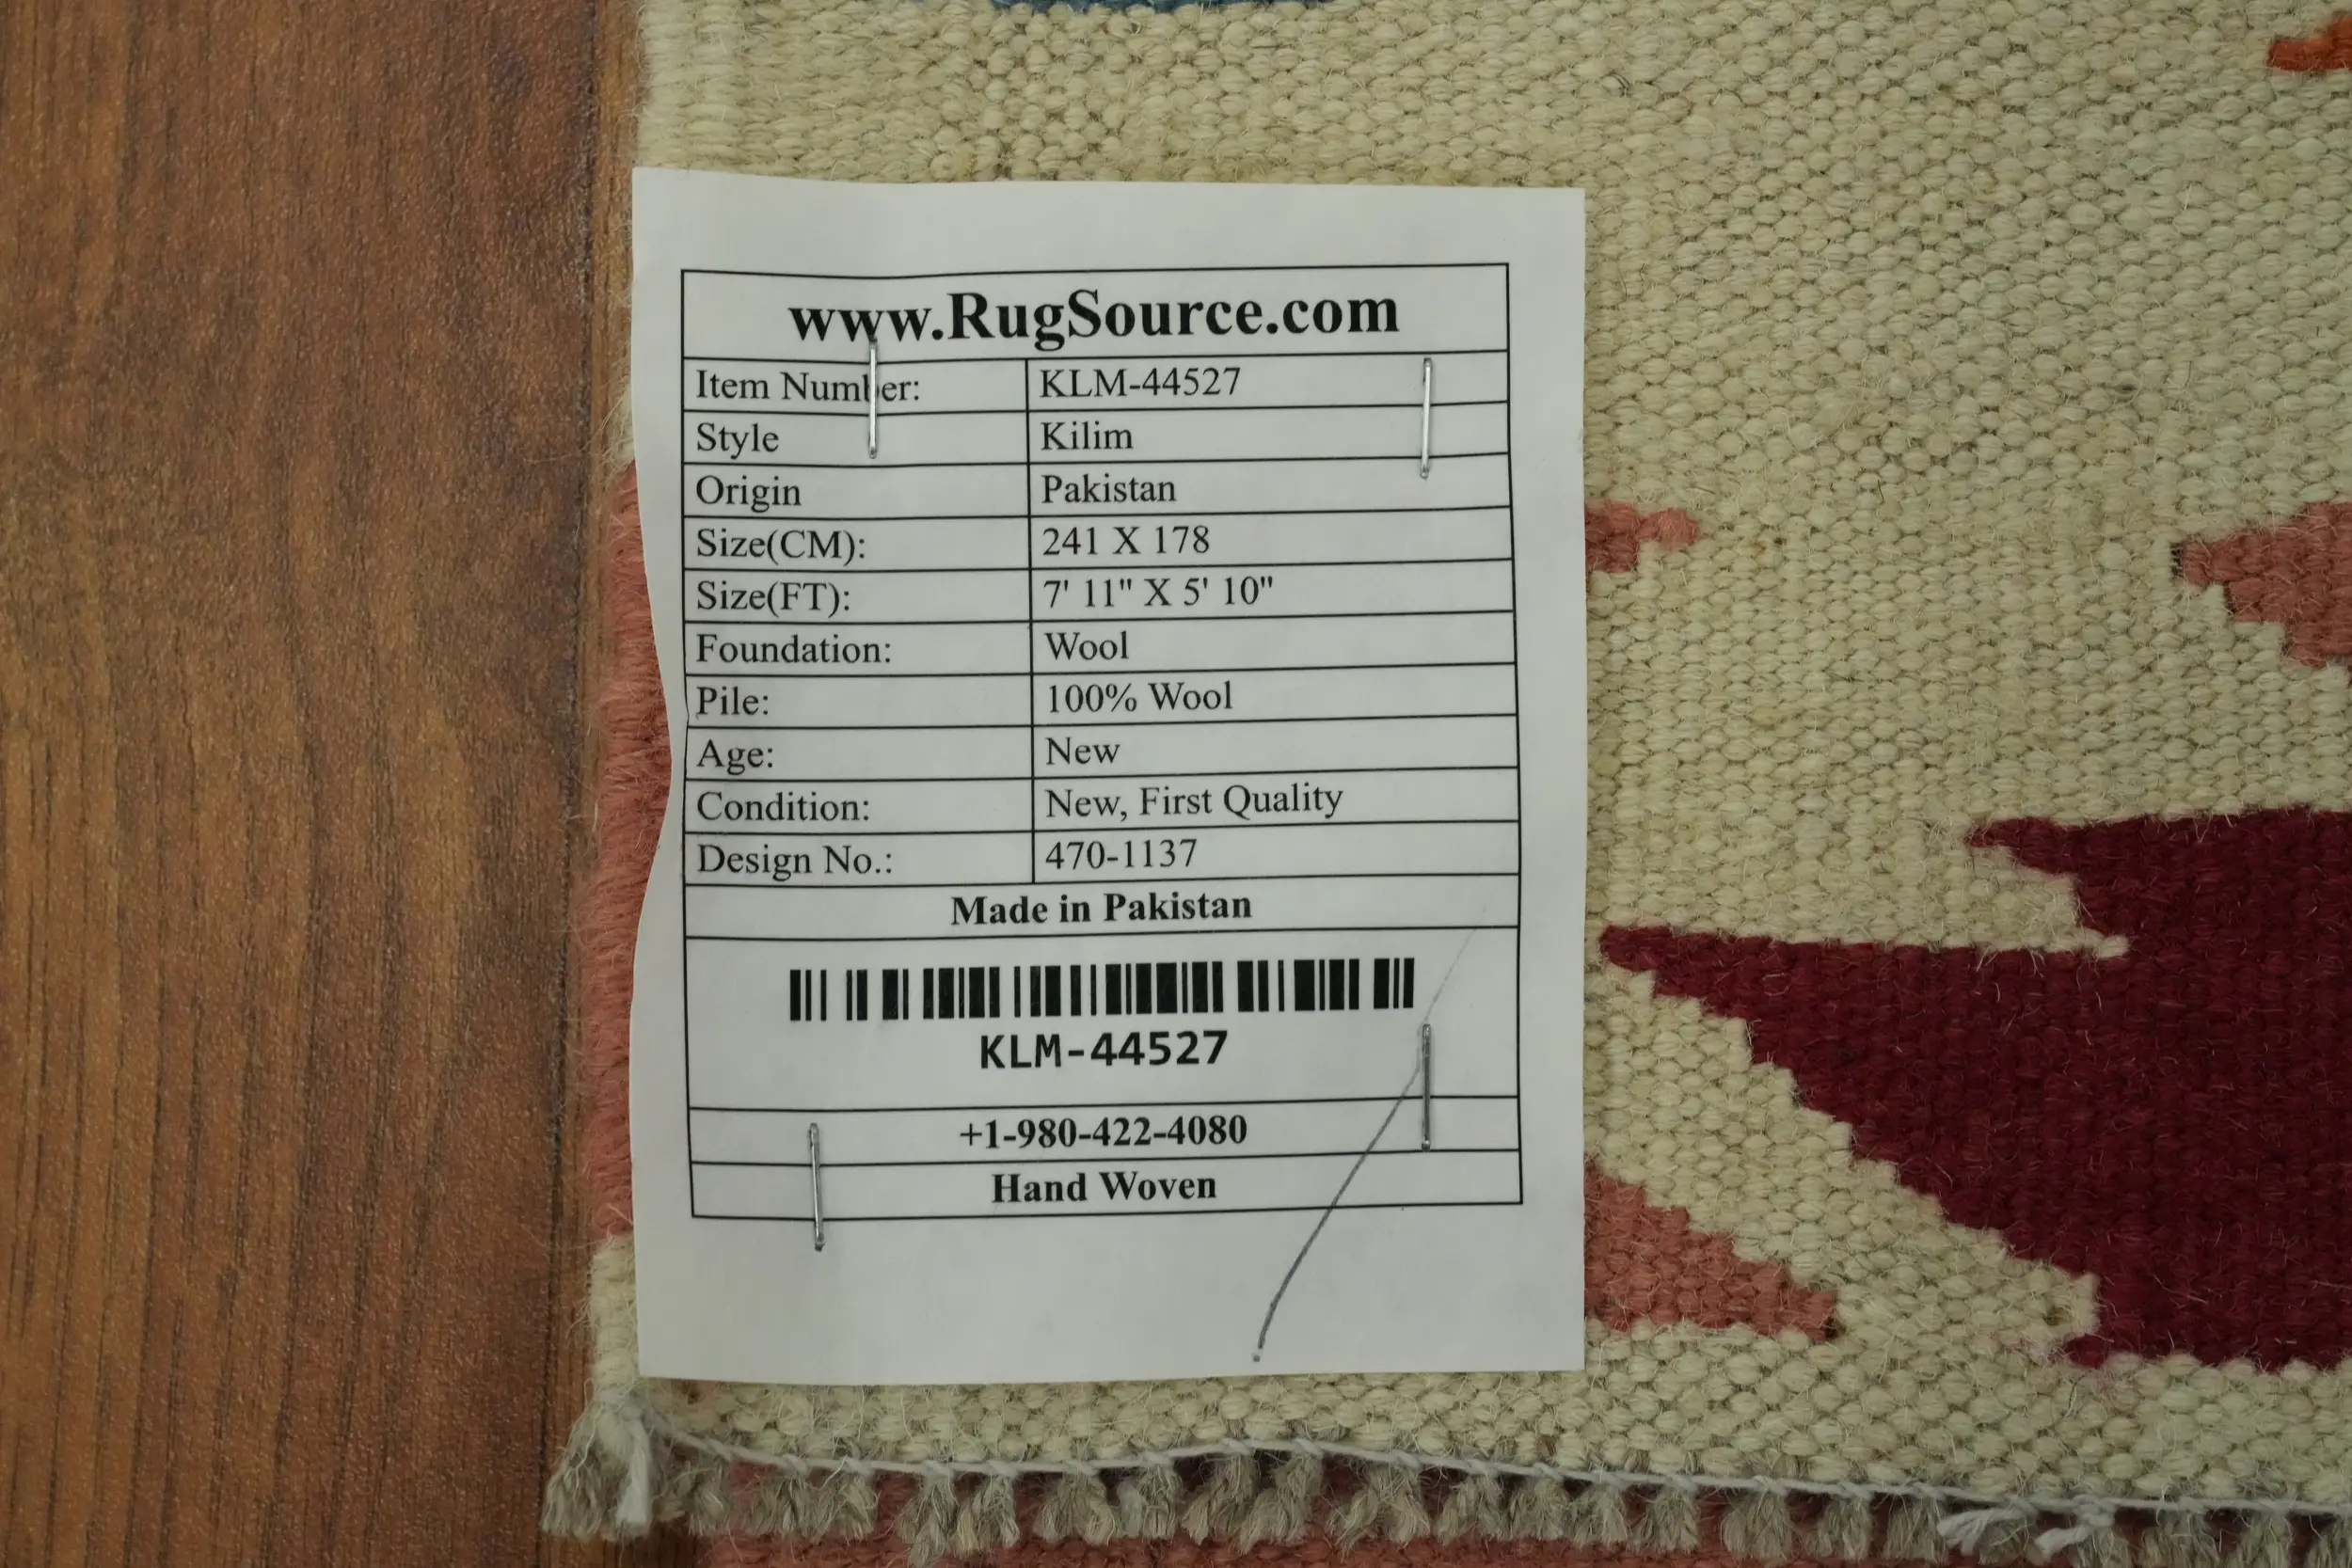 www.RugSource.com
Item Number: KLM-44527
Style Kilim
Origin Pakistan
Size(CM): 241 X 178
Size(FT): 7' 11" X 5' 10"
Foundation: Wool
Pile: 100% Wool
Age: New
Condition: New, First Quality
Design No.: 470-1137
Made in Pakistan
KLM-44527
+1-980-422-4080
Hand Woven